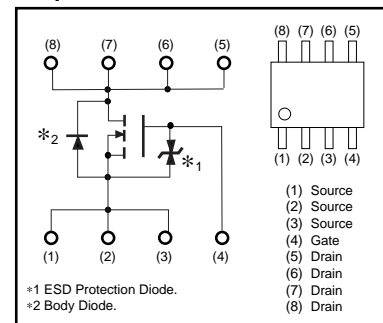 (8) (7) (6) (5)
(8) (7) (6) (5)
∗2
∗1
(1) (2) (3) (4)
(1) (2) (3) (4)
(1) Source
(2) Source
(3) Source
(4) Gate
(5) Drain
(6) Drain
(7) Drain
(8) Drain
∗1 ESD Protection Diode.
∗2 Body Diode.